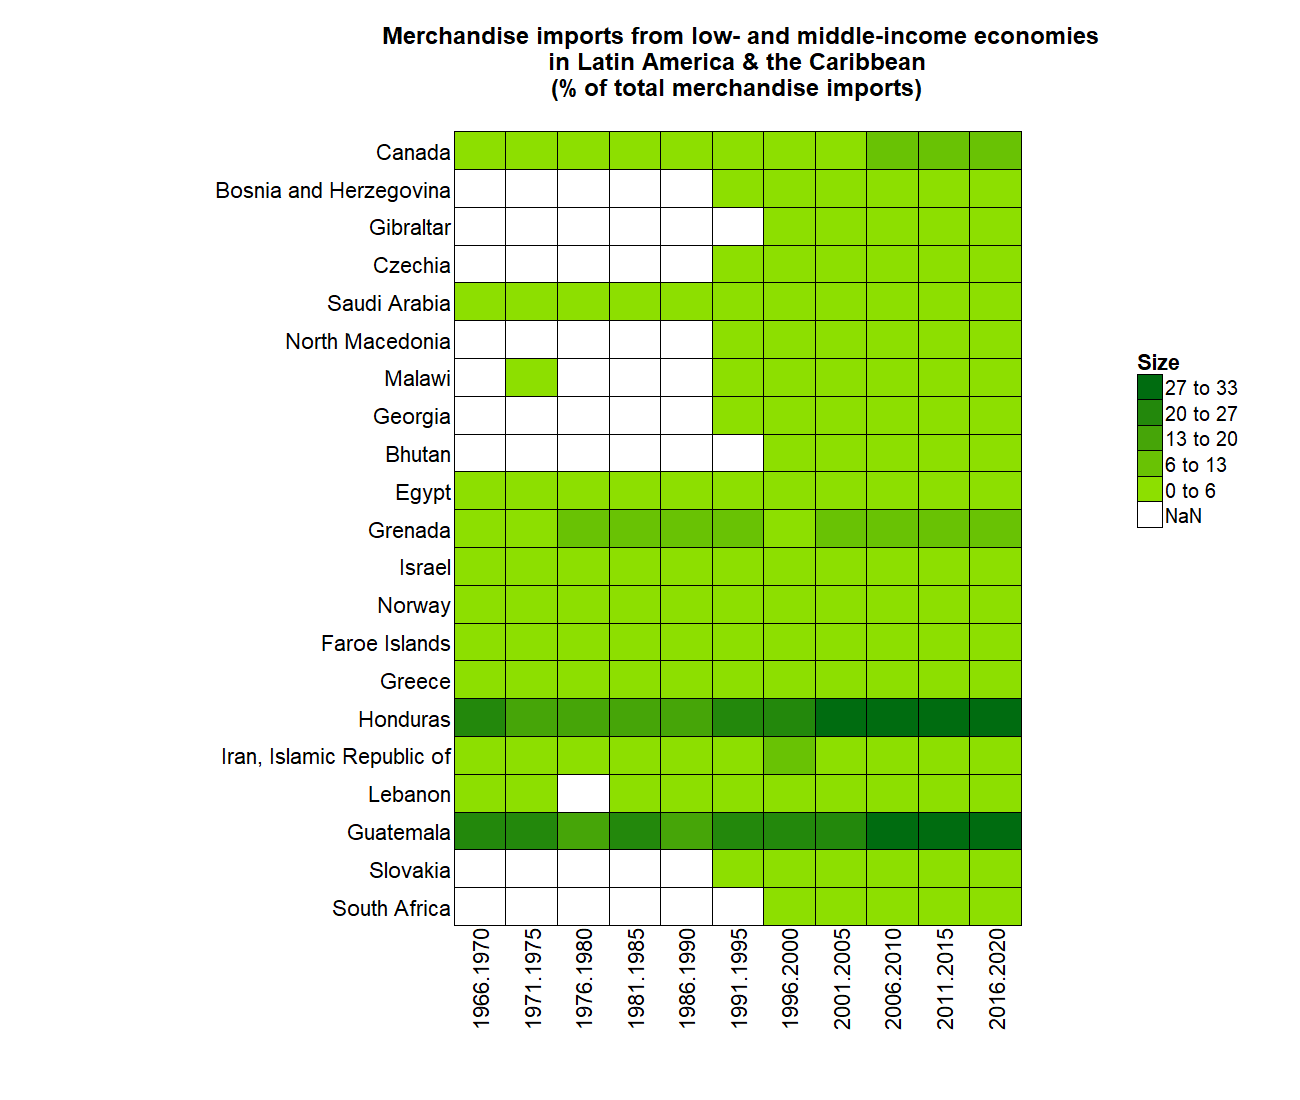 Merchandise imports from low- and middle-income economies
in Latin America & the Caribbean
(% of total merchandise imports)
Canada
Bosnia and Herzegovina
Gibraltar
Czechia
Saudi Arabia
North Macedonia
Malawi
Georgia
Bhutan
Egypt
Grenada
Israel
Norway
Faroe Islands
Greece
Honduras
Iran, Islamic Republic of
Lebanon
Guatemala
Slovakia
South Africa
1966.1970
1971.1975
1976.1980
1981.1985
1986.1990
1991.1995
1996.2000
2001.2005
2006.2010
2011.2015
2016.2020
Size
27 to 33
20 to 27
13 to 20
6 to 13
0 to 6
NaN